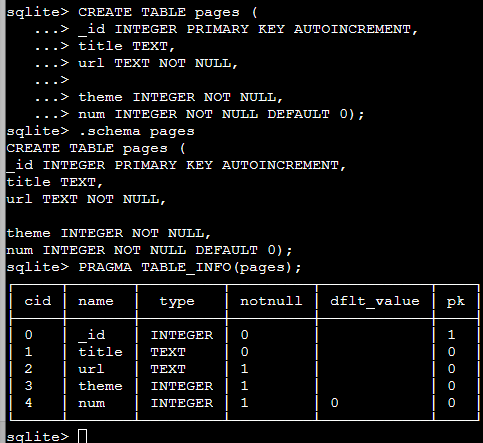 sqlite> CREATE TABLE pages (
...> _id INTEGER PRIMARY KEY AUTOINCREMENT,
...> title TEXT,
...> url TEXT NOT NULL,
...>
...> theme INTEGER NOT NULL,
...> num INTEGER NOT NULL DEFAULT 0);
sqlite> .schema pages
CREATE TABLE pages (
_id INTEGER PRIMARY KEY AUTOINCREMENT,
title TEXT,
url TEXT NOT NULL,

theme INTEGER NOT NULL,
num INTEGER NOT NULL DEFAULT 0);
sqlite> PRAGMA TABLE_INFO(pages);
cid name type notnull dflt_value pk
0 _id INTEGER 0 1
1 title TEXT 0 0
2 url TEXT 1 0
3 theme INTEGER 1 0
4 num INTEGER 1 0 0
sqlite>